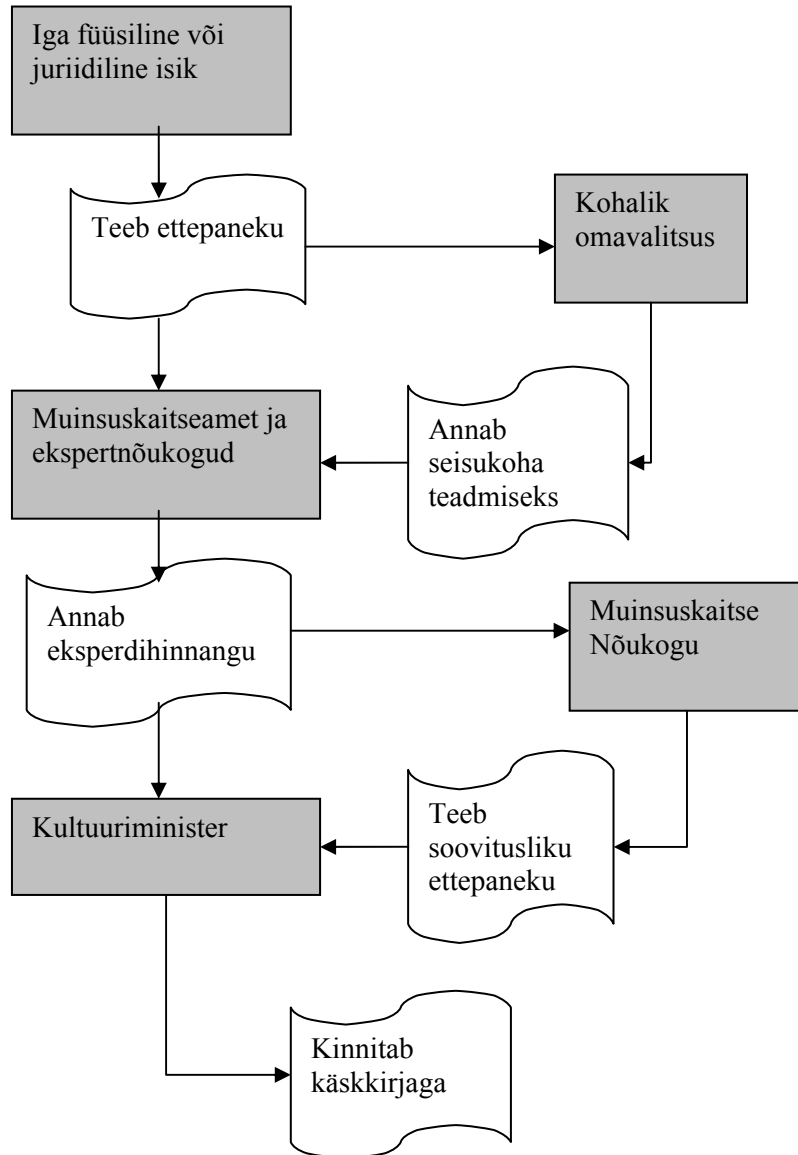 Iga füüsiline või
juriidiline isik
Teeb ettepaneku
Kohalik
omavalitsus
Muinsuskaitseamet ja
ekspertnõukogud
Annab
seisukoha
teadmiseks
Annab
eksperdihinnangu
Muinsuskaitse
Nõukogu
Kultuuriminister
Teeb
soovitusliku
ettepaneku
Kinnitab
käskkirjaga